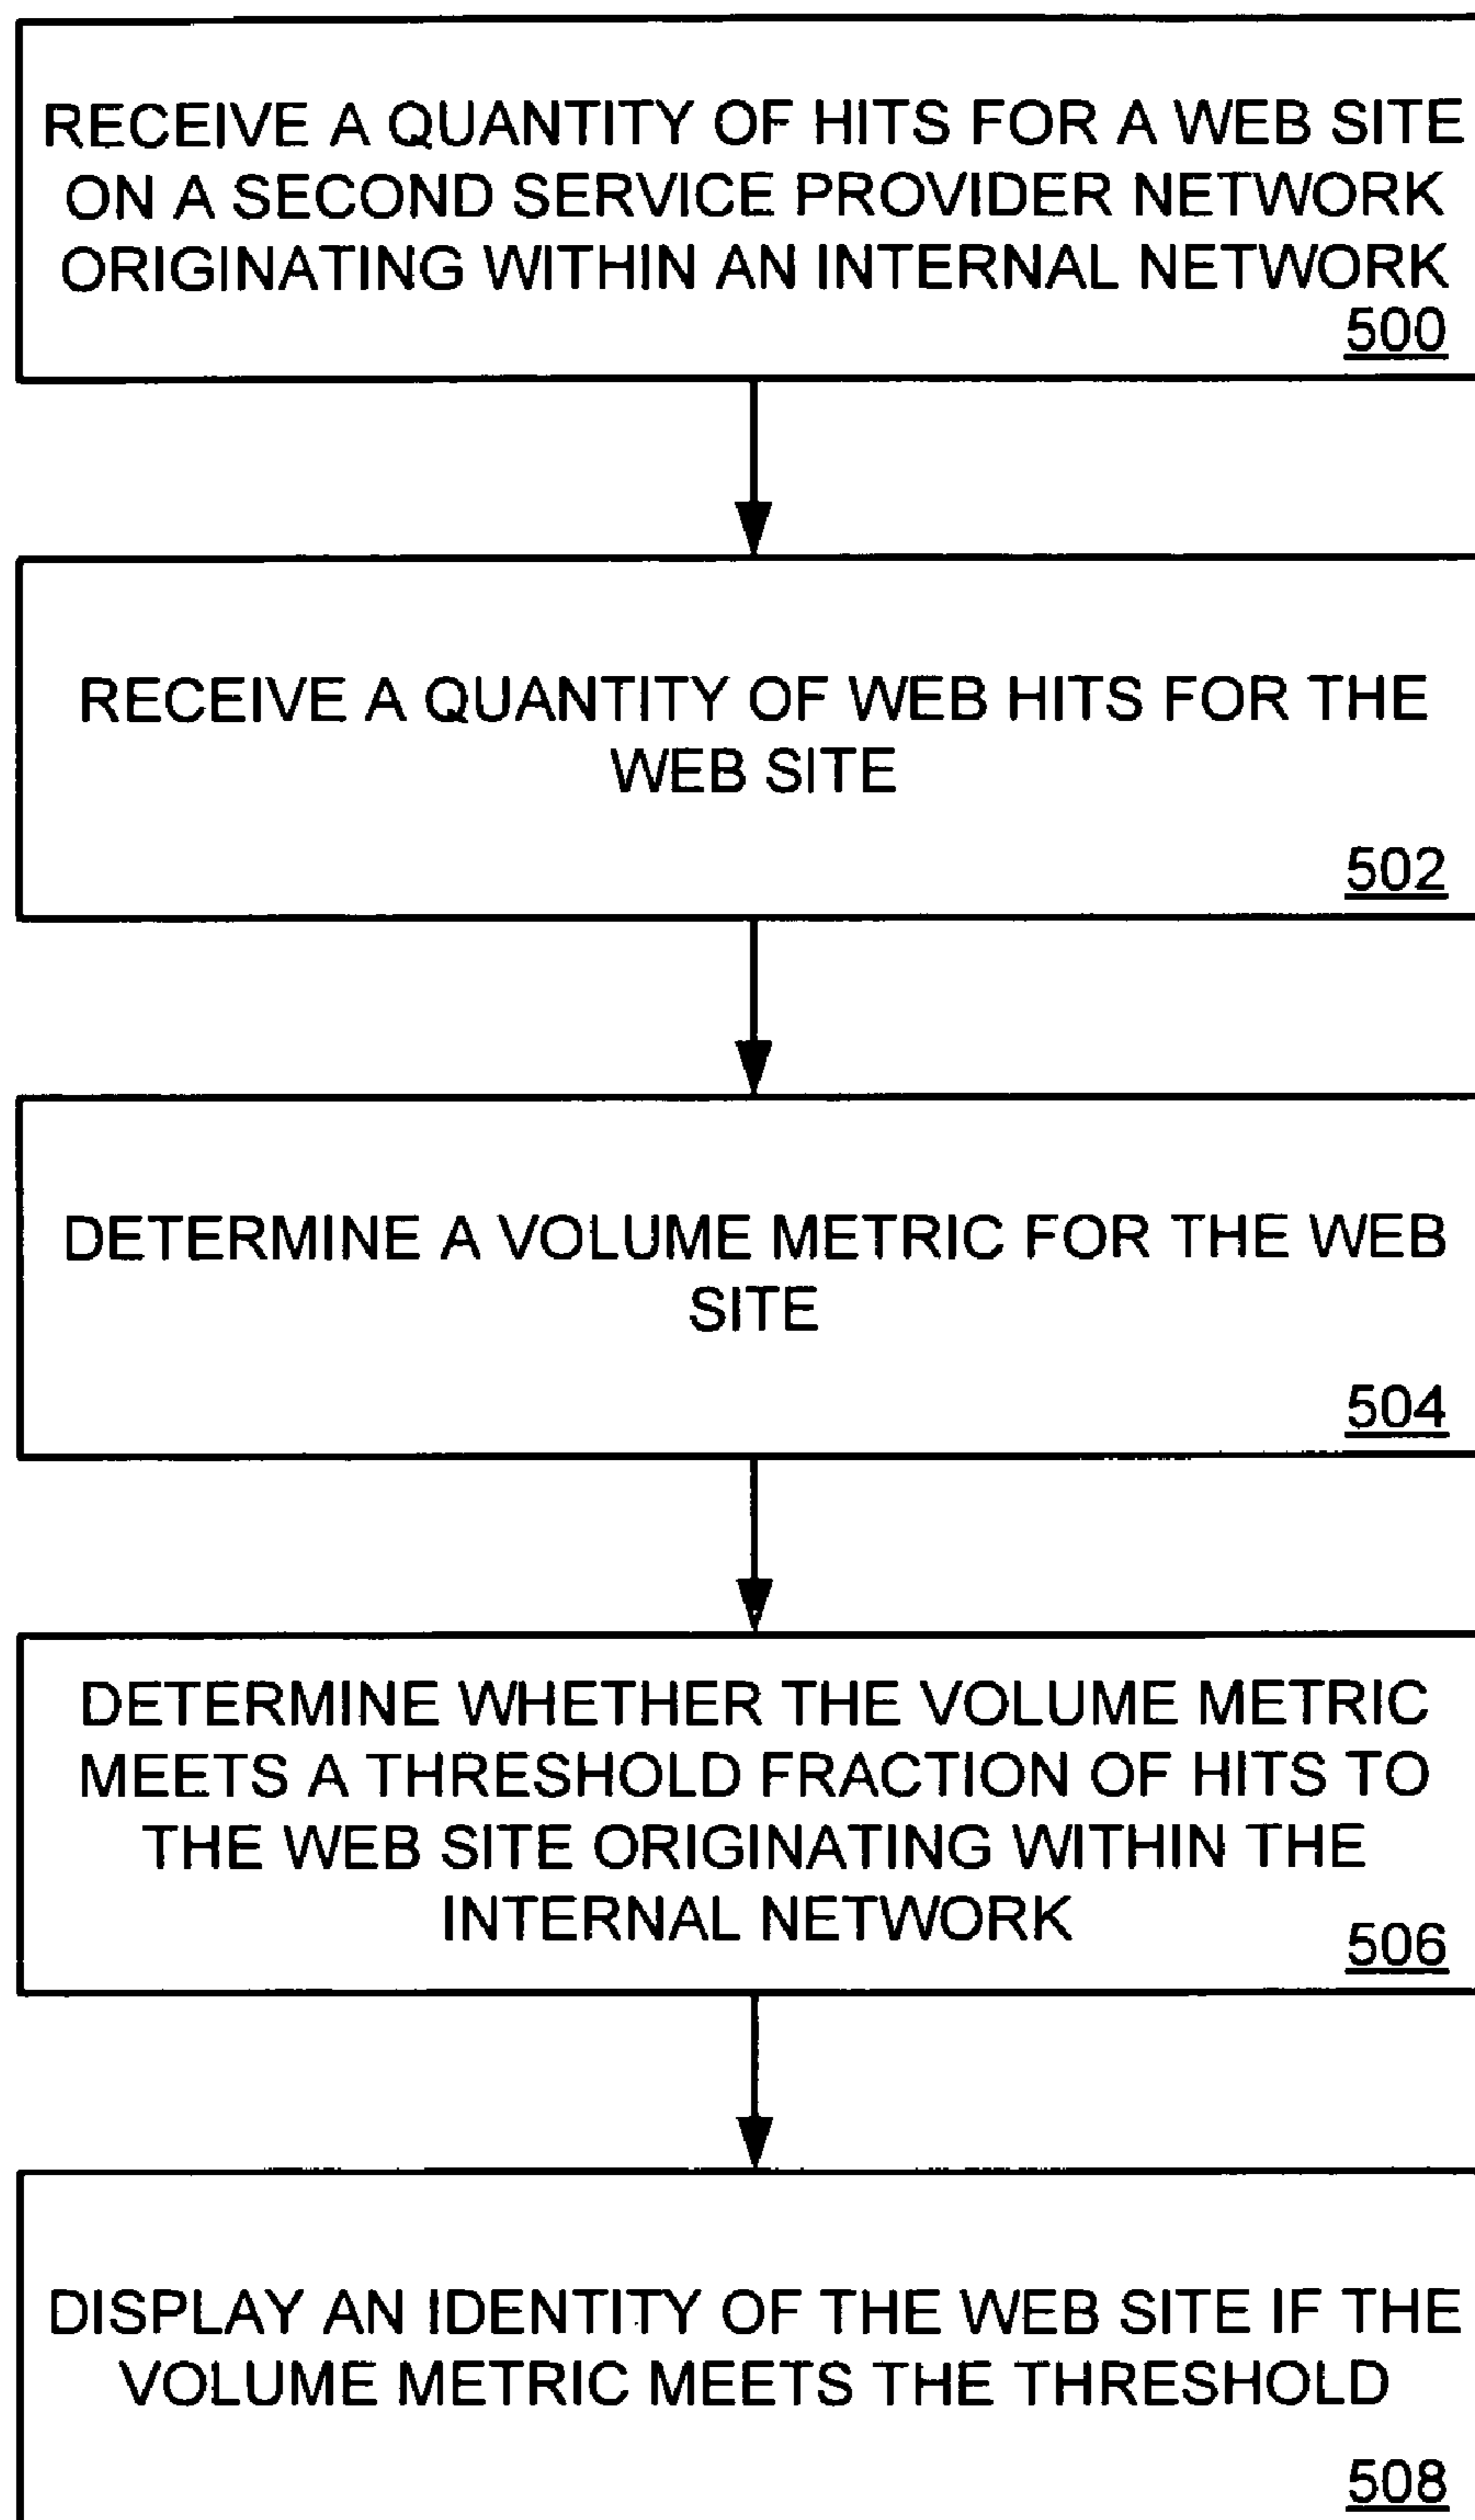 RECEIVE A QUANTITY OF HITS FOR A WEB SITE
ON A SECOND SERVICE PROVIDER NETWORK
ORIGINATING WITHIN AN INTERNAL NETWORK
500
RECEIVE A QUANTITY OF WEB HITS FOR THE
WEB SITE
502
DETERMINE A VOLUME METRIC FOR THE WEB
SITE
504
DETERMINE WHETHER THE VOLUME METRIC
MEETS A THRESHOLD FRACTION OF HITS TO
THE WEB SITE ORIGINATING WITHIN THE
INTERNAL NETWORK
506
DISPLAY AN IDENTITY OF THE WEB SITE IF THE
VOLUME METRIC MEETS THE THRESHOLD
508